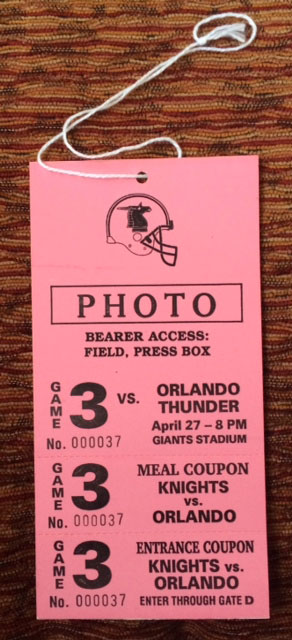 PHOTO
BEARER ACCESS:
FIELD, PRESS BOX
GAME 3 vs. ORLANDO
THUNDER
April 27 – 8 PM
No. 000037 GIANTS STADIUM
GAME 3 MEAL COUPON
KNIGHTS
vs.
No. 000037 ORLANDO
GAME 3 ENTRANCE COUPON
KNIGHTS vs.
ORLANDO
No. 000037 ENTER THROUGH GATE D